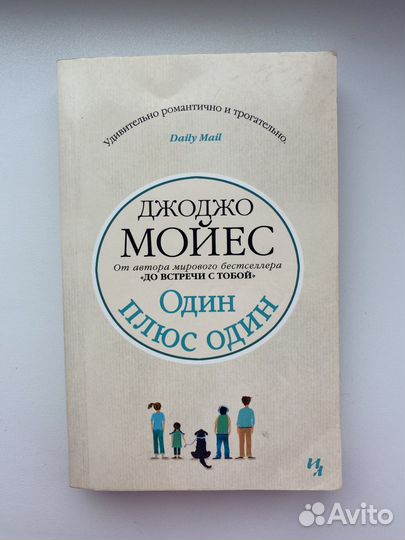 Удивительно романтично и трогательно.
Daily Mail
ДЖОДЖО
МОЙЕС
От автора мирового бестселлера
«ДО ВСТРЕЧИ С ТОБОЙ»
Один
плюс один
И
Л
Avito